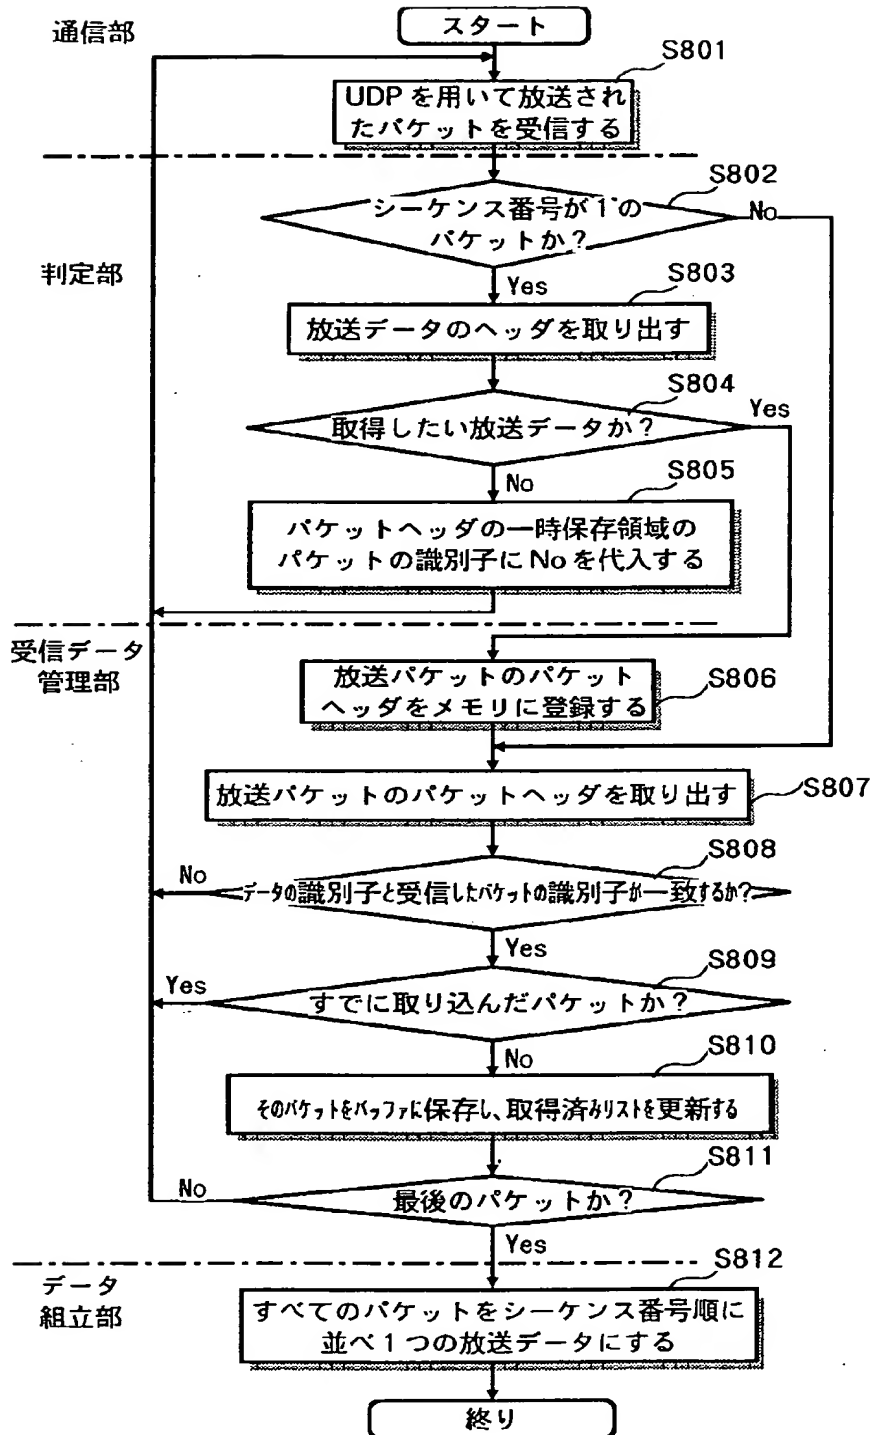 通信部
スタート
S801
UDP を用いて放送され
たパケットを受信する
S802
シーケンス番号が 1 の
パケットか?
No
判定部
Yes
S803
放送データのヘッダを取り出す
S804
取得したい放送データか?
Yes
No
S805
パケットヘッダの一時保存領域の
パケットの識別子に No を代入する
受信データ
管理部
放送パケットのパケット
ヘッダをメモリに登録する
S806
放送パケットのパケットヘッダを取り出す
S807
S808
No
データの識別子と受信したパケットの識別子が一致するか?
Yes
S809
Yes
すでに取り込んだパケットか?
No
S810
そのパケットをバッファに保存し、取得済みリストを更新する
S811
No
最後のパケットか?
Yes
S812
データ
組立部
すべてのパケットをシーケンス番号順に
並べ 1 つの放送データにする
終り